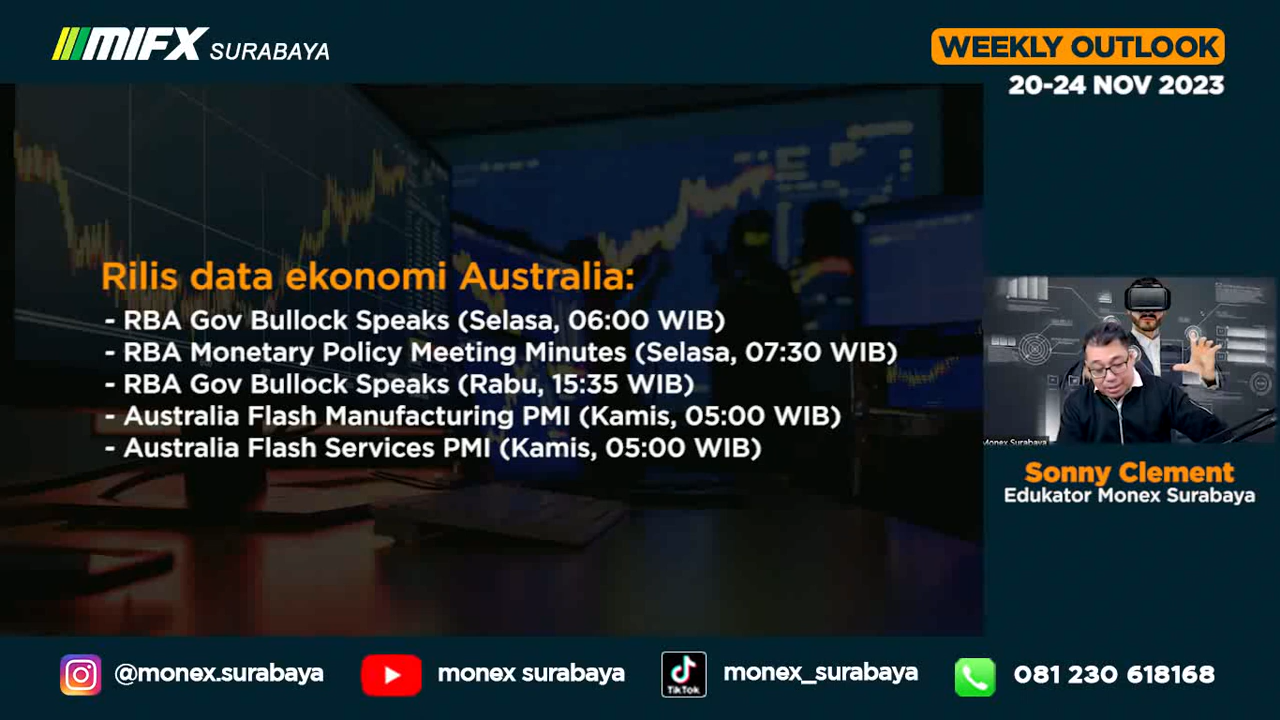 MIFX SURABAYA
WEEKLY OUTLOOK
20-24 NOV 2023
Rilis data ekonomi Australia:
- RBA Gov Bullock Speaks (Selasa, 06:00 WIB)
- RBA Monetary Policy Meeting Minutes (Selasa, 07:30 WIB)
- RBA Gov Bullock Speaks (Rabu, 15:35 WIB)
- Australia Flash Manufacturing PMI (Kamis, 05:00 WIB)
- Australia Flash Services PMI (Kamis, 05:00 WIB)
Monex Surabaya
Sonny Clement
Edukator Monex Surabaya
@monex.surabaya
monex surabaya
TikTok
monex_surabaya
081 230 618168